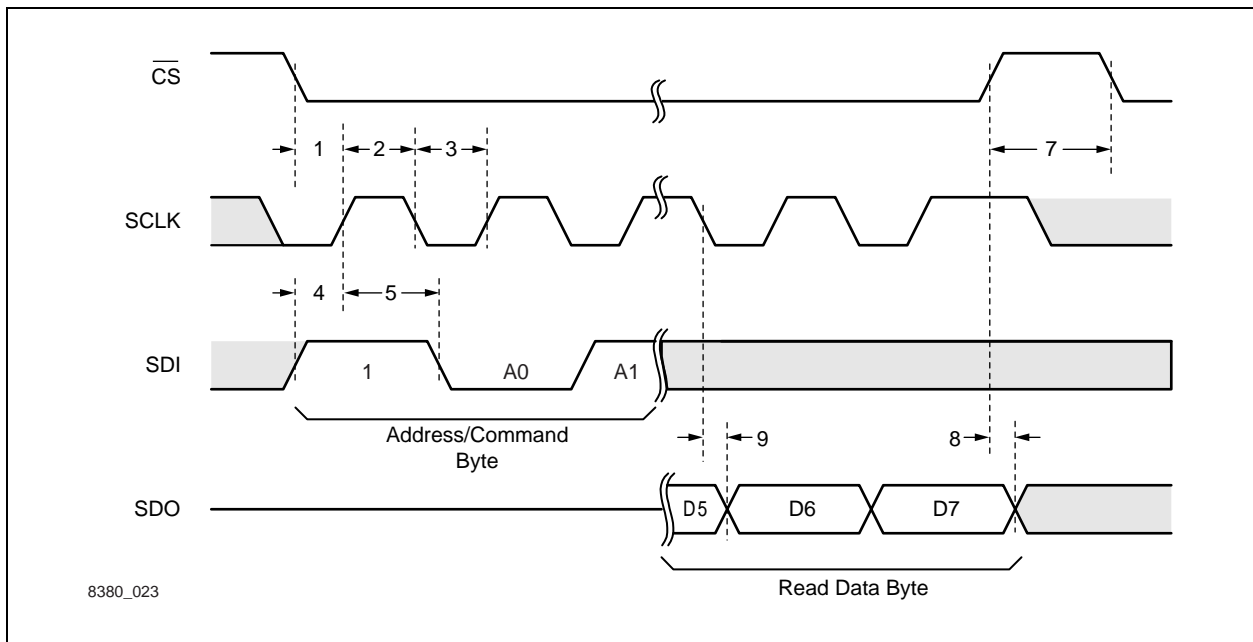 CS
1
2
3
7
SCLK
4
5
SDI
1
A0
A1
Address/Command
Byte
9
8
SDO
D5
D6
D7
Read Data Byte
8380_023